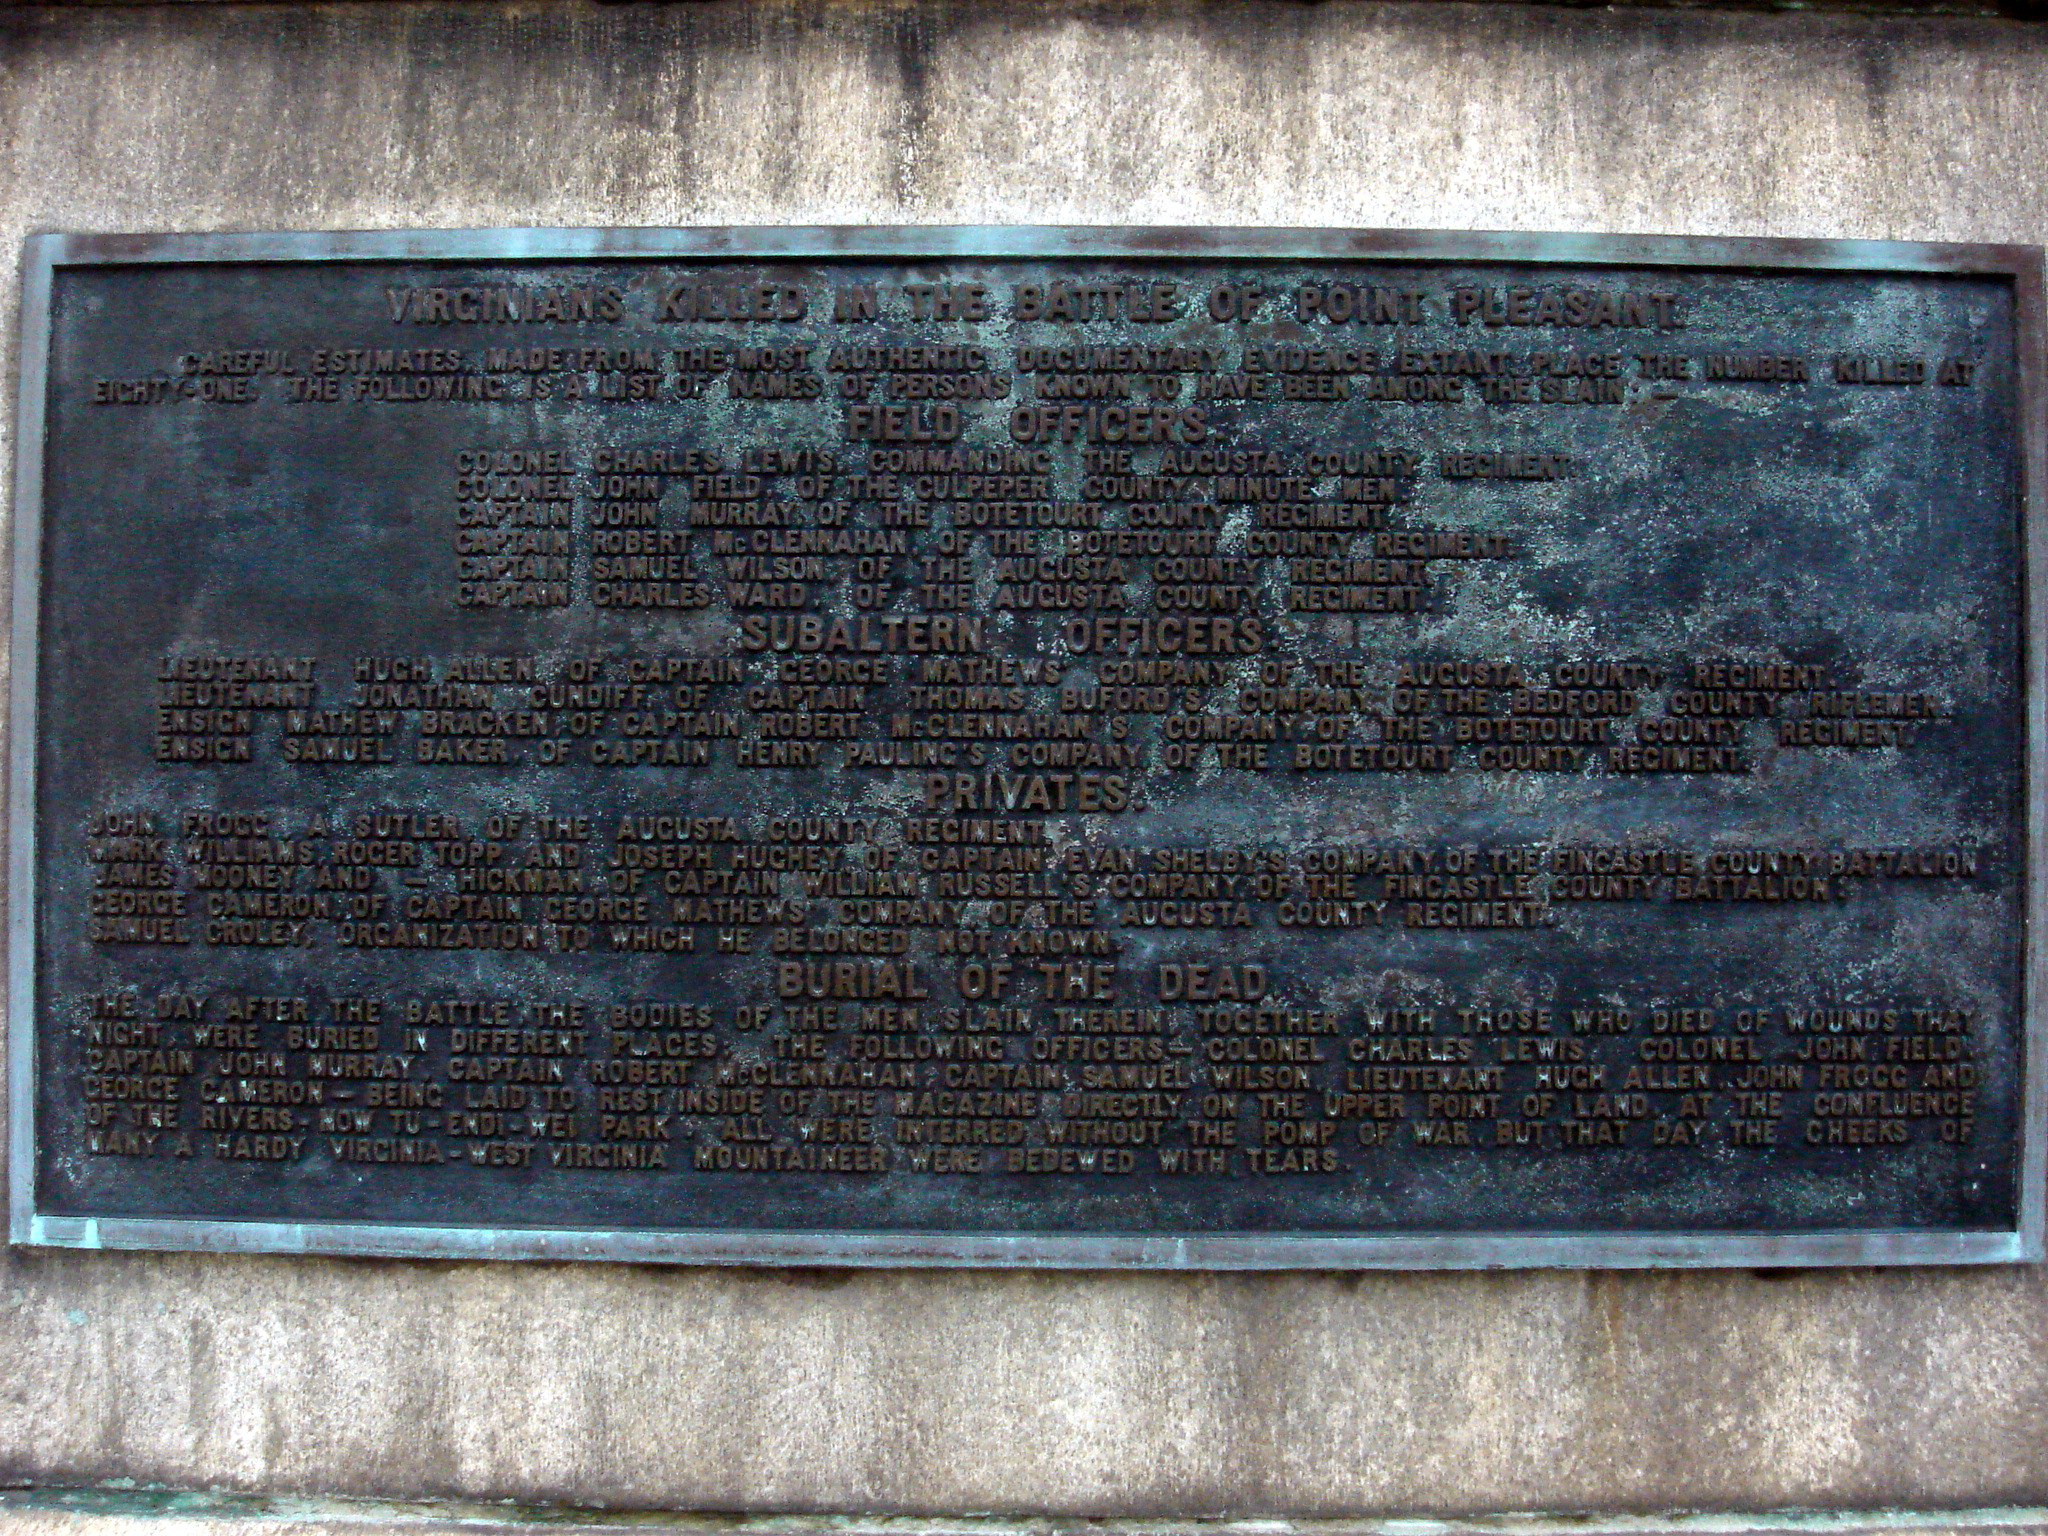 VIRGINIANS KILLED IN THE BATTLE OF POINT PLEASANT.
CAREFUL ESTIMATES, MADE FROM THE MOST AUTHENTIC DOCUMENTARY EVIDENCE EXTANT, PLACE THE NUMBER KILLED AT
EIGHTY-ONE. THE FOLLOWING IS A LIST OF NAMES OF PERSONS KNOWN TO HAVE BEEN AMONG THE SLAIN:—
FIELD OFFICERS.
COLONEL CHARLES LEWIS, COMMANDING THE AUGUSTA COUNTY REGIMENT.
COLONEL JOHN FIELD, OF THE CULPEPER COUNTY MINUTE MEN.
CAPTAIN JOHN MURRAY, OF THE BOTETOURT COUNTY REGIMENT.
CAPTAIN ROBERT McCLENNAHAN, OF THE BOTETOURT COUNTY REGIMENT.
CAPTAIN SAMUEL WILSON, OF THE AUGUSTA COUNTY REGIMENT.
CAPTAIN CHARLES WARD, OF THE AUGUSTA COUNTY REGIMENT.
SUBALTERN OFFICERS.
LIEUTENANT HUGH ALLEN, OF CAPTAIN GEORGE MATHEWS' COMPANY OF THE AUGUSTA COUNTY REGIMENT.
LIEUTENANT JONATHAN CUNDIFF, OF CAPTAIN THOMAS BUFORD'S COMPANY OF THE BEDFORD COUNTY RIFLEMEN.
ENSIGN MATHEW BRACKEN, OF CAPTAIN ROBERT McCLENNAHAN'S COMPANY OF THE BOTETOURT COUNTY REGIMENT.
ENSIGN SAMUEL BAKER, OF CAPTAIN HENRY PAULING'S COMPANY OF THE BOTETOURT COUNTY REGIMENT.
PRIVATES.
JOHN FROGG, A SUTLER OF THE AUGUSTA COUNTY REGIMENT;
MARK WILLIAMS, ROGER TOPP AND JOSEPH HUGHEY, OF CAPTAIN EVAN SHELBY'S COMPANY, OF THE FINCASTLE COUNTY BATTALION
JAMES MOONEY AND — HICKMAN OF CAPTAIN WILLIAM RUSSELL'S COMPANY OF THE FINCASTLE COUNTY BATTALION;
GEORGE CAMERON, OF CAPTAIN GEORGE MATHEWS' COMPANY OF THE AUGUSTA COUNTY REGIMENT.
SAMUEL CROLEY, ORGANIZATION TO WHICH HE BELONGED NOT KNOWN.
BURIAL OF THE DEAD
THE DAY AFTER THE BATTLE, THE BODIES OF THE MEN SLAIN THEREIN, TOGETHER WITH THOSE WHO DIED OF WOUNDS THAT
NIGHT WERE BURIED IN DIFFERENT PLACES. THE FOLLOWING OFFICERS— COLONEL CHARLES LEWIS, COLONEL JOHN FIELD,
CAPTAIN JOHN MURRAY, CAPTAIN ROBERT McCLENNAHAN, CAPTAIN SAMUEL WILSON, LIEUTENANT HUGH ALLEN, JOHN FROGG AND
GEORGE CAMERON — BEING LAID TO REST INSIDE OF THE MAGAZINE DIRECTLY ON THE UPPER POINT OF LAND, AT THE CONFLUENCE
OF THE RIVERS - NOW TU-ENDI-WEI PARK. ALL WERE INTERRED WITHOUT THE POMP OF WAR, BUT THAT DAY THE CHEEKS OF
MANY A HARDY VIRGINIA-WEST VIRGINIA MOUNTAINEER WERE BEDEWED WITH TEARS.